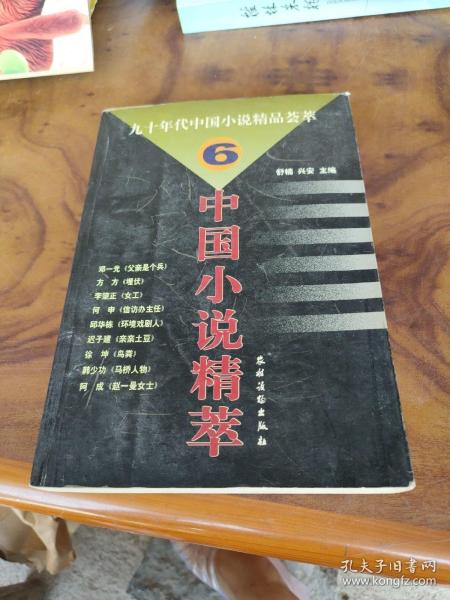 九十年代中国小说精品荟萃
6
舒楠 兴安 主编
中国小说精萃
邓一光（父亲是个兵）
方 方（埋伏）
李肇正（女工）
何 申（信访办主任）
邱华栋（环境戏剧人）
迟子建（亲亲土豆）
徐 坤（鸟粪）
韩少功（马桥人物）
阿 成（赵一曼女士）
农村读物出版社
孔夫子旧书网
www.kongfz.com